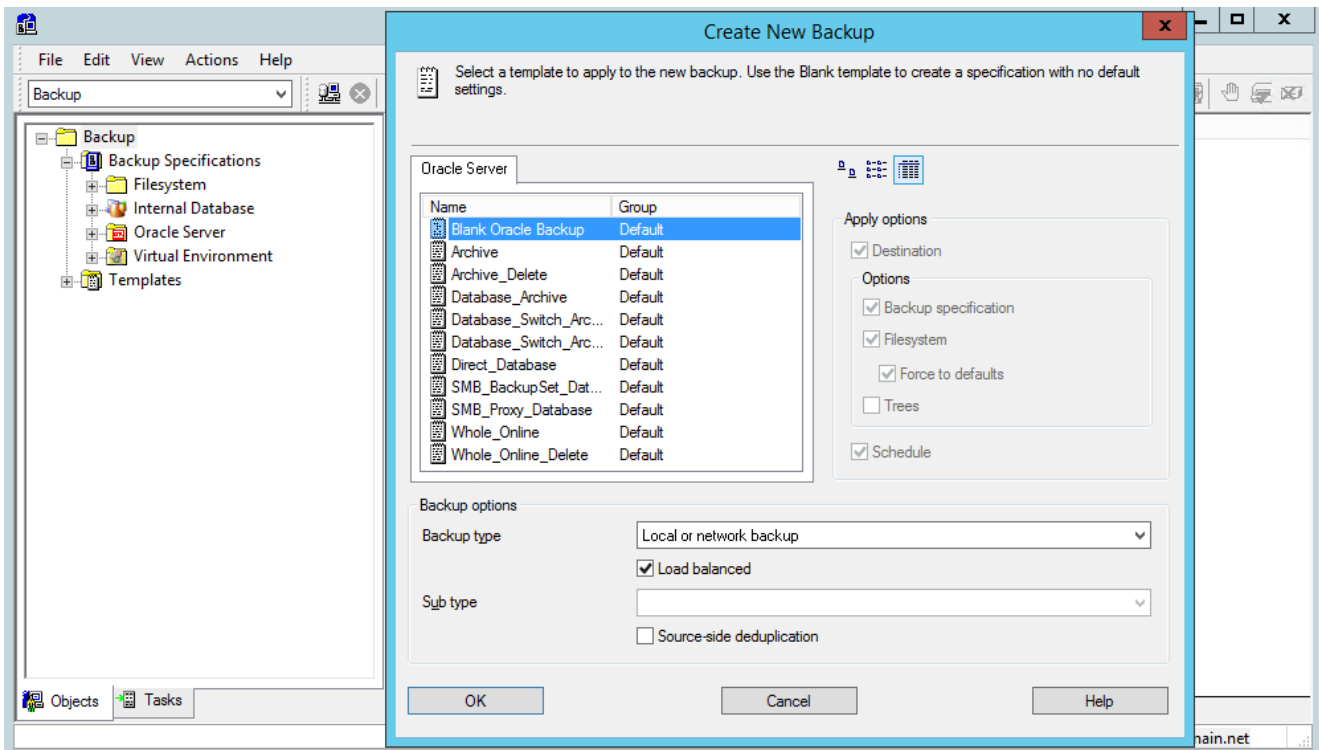 Create New Backup
File Edit View Actions Help
Backup
Select a template to apply to the new backup. Use the Blank template to create a specification with no default
settings.
Backup
Backup Specifications
Filesystem
Internal Database
Oracle Server
Virtual Environment
Templates
Oracle Server
Name Group
Blank Oracle Backup Default
Archive Default
Archive_Delete Default
Database_Archive Default
Database_Switch_Arc... Default
Database_Switch_Arc... Default
Direct_Database Default
SMB_BackupSet_Dat... Default
SMB_Proxy_Database Default
Whole_Online Default
Whole_Online_Delete Default
Apply options
Destination
Options
Backup specification
Filesystem
Force to defaults
Trees
Schedule
Backup options
Backup type Local or network backup
Load balanced
Sub type
Source-side deduplication
OK Cancel Help
Objects Tasks
main.net